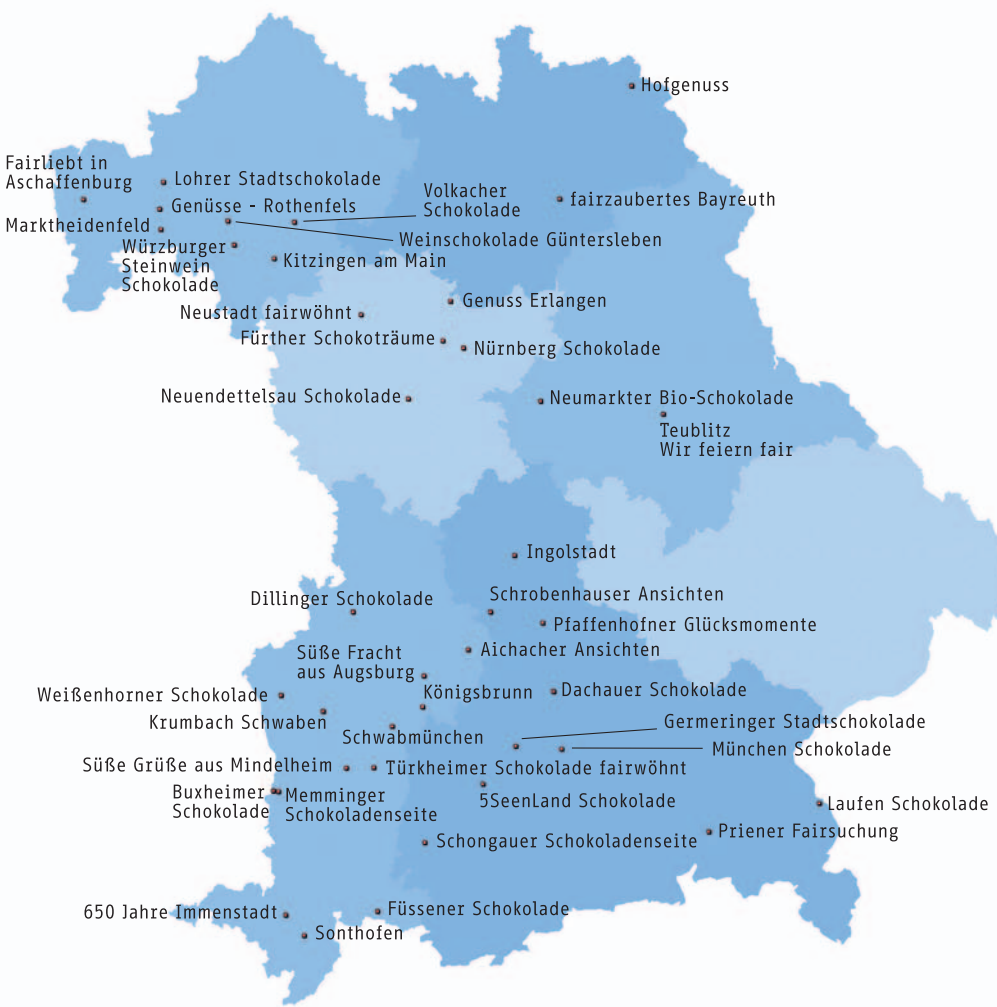 Hofgenuss
Fairliebt in
Aschaffenburg
Lohrer Stadtschokolade
Genüsse - Rothenfels
Volkacher
Schokolade
fairzaubertes Bayreuth
Marktheidenfeld
Weinschokolade Güntersleben
Würzburger
Steinwein
Schokolade
Kitzingen am Main
Genuss Erlangen
Neustadt fairwöhnt
Fürther Schokoträume
Nürnberg Schokolade
Neuendettelsau Schokolade
Neumarkter Bio-Schokolade
Teublitz
Wir feiern fair
Ingolstadt
Dillinger Schokolade
Schrobenhauser Ansichten
Pfaffenhofner Glücksmomente
Aichacher Ansichten
Süße Fracht
aus Augsburg
Weißenhorner Schokolade
Königsbrunn
Dachauer Schokolade
Krumbach Schwaben
Schwabmünchen
Germeringer Stadtschokolade
München Schokolade
Süße Grüße aus Mindelheim
Türkheimer Schokolade fairwöhnt
Buxheimer
Schokolade
Memminger
Schokoladenseite
5SeenLand Schokolade
Laufen Schokolade
Priener Fairsuchung
Schongauer Schokoladenseite
650 Jahre Immenstadt
Füssener Schokolade
Sonthofen